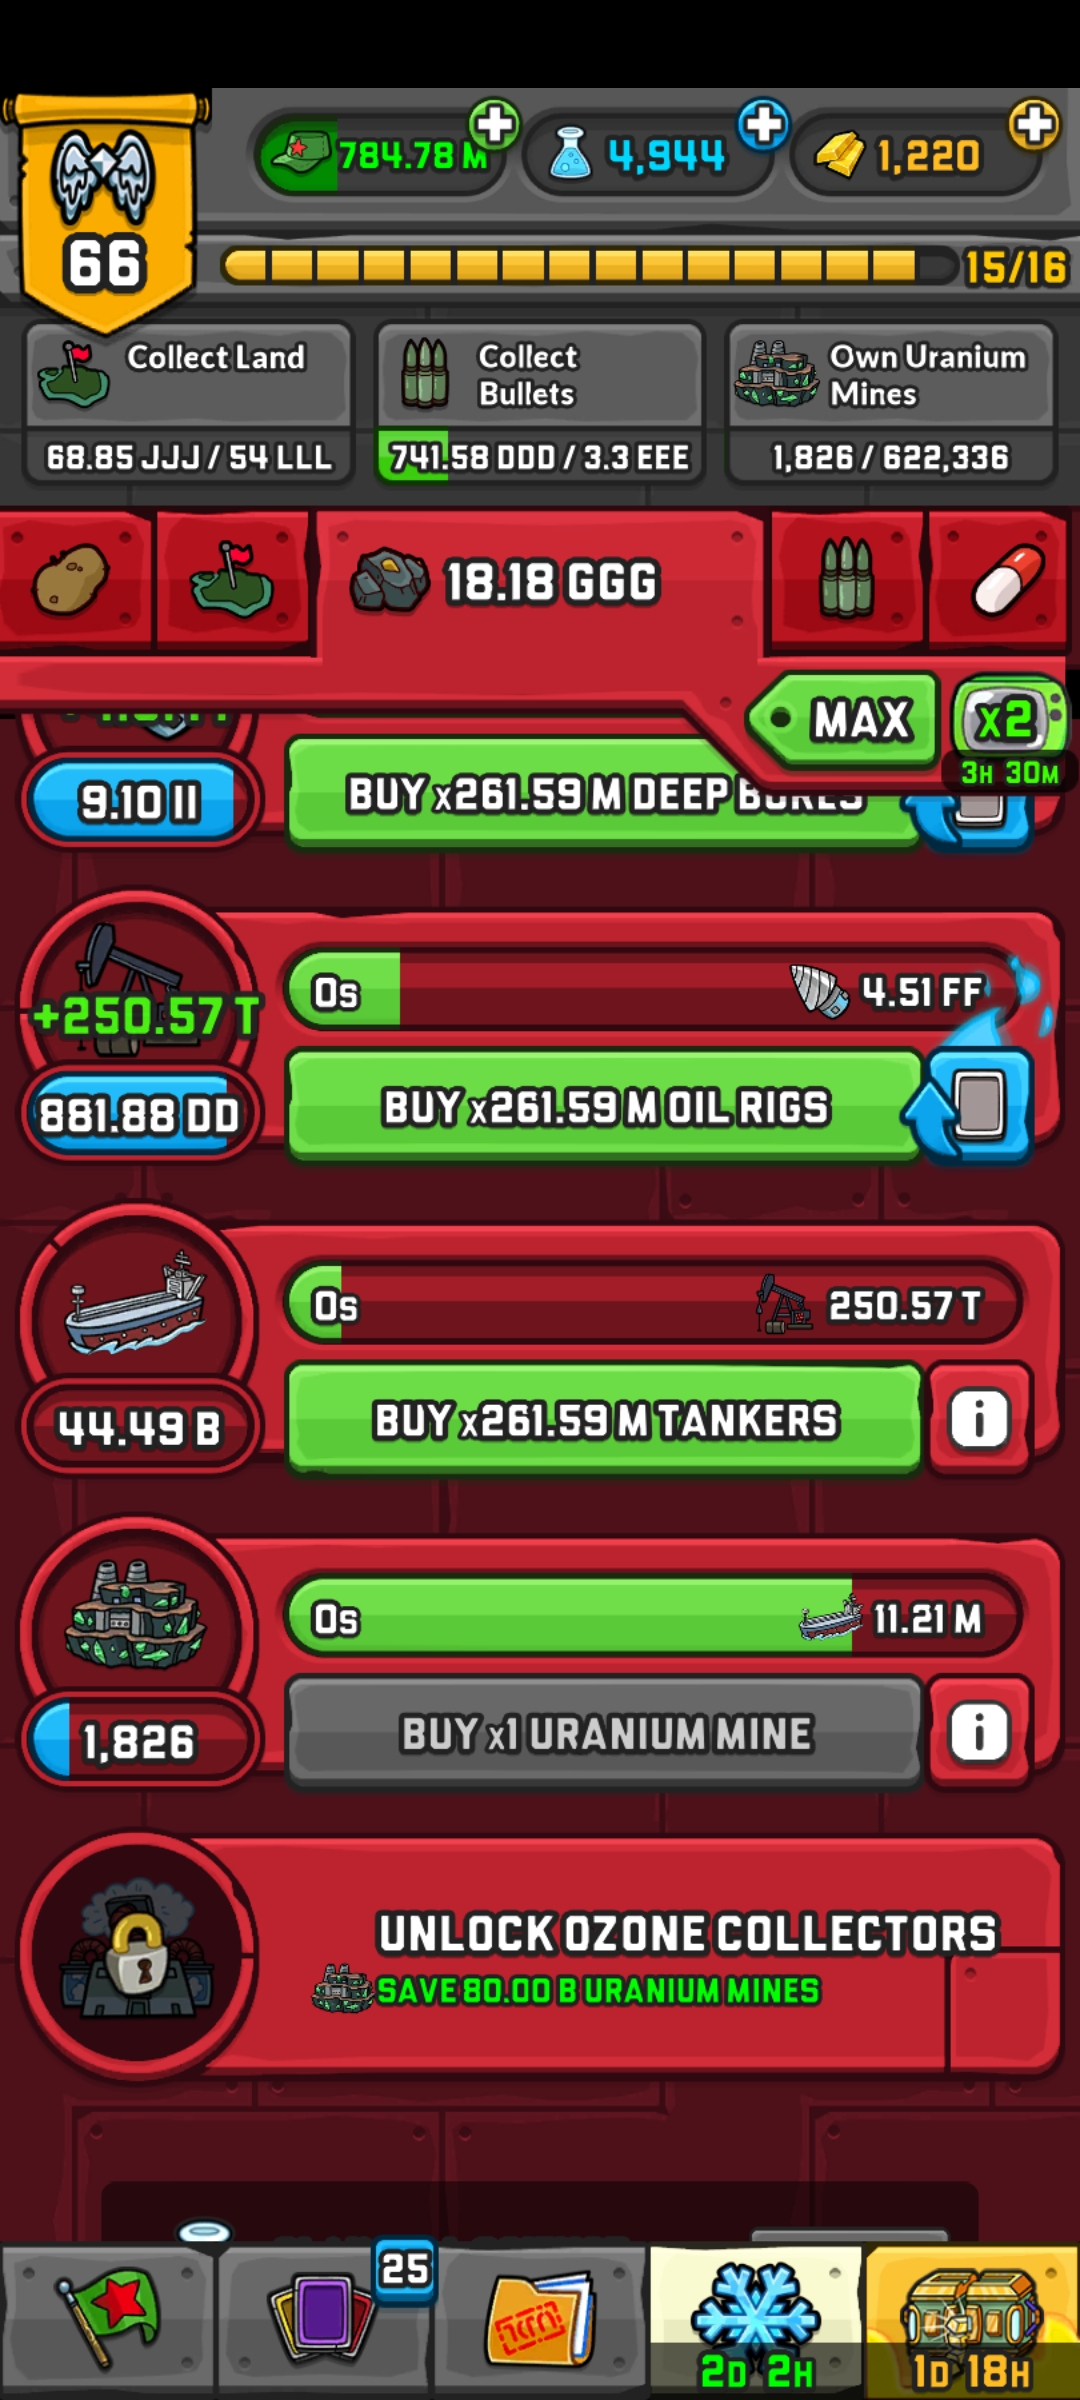 784.78 M
4,944
1,220
66
15/16
Collect Land
Collect
Bullets
Own Uranium
Mines
68.85 JJJ / 54 LLL
741.58 DDD / 3.3 EEE
1,826 / 622,336
18.18 GGG
MAX
x2
3H 30M
9.10 II
BUY x261.59 M DEEP BORES
+250.57 T
0s
4.51 FF
881.88 DD
BUY x261.59 M OIL RIGS
0s
250.57 T
44.49 B
BUY x261.59 M TANKERS
i
0s
11.21 M
1,826
BUY x1 URANIUM MINE
i
UNLOCK OZONE COLLECTORS
SAVE 80.00 B URANIUM MINES
25
2D 2H
1D 18H